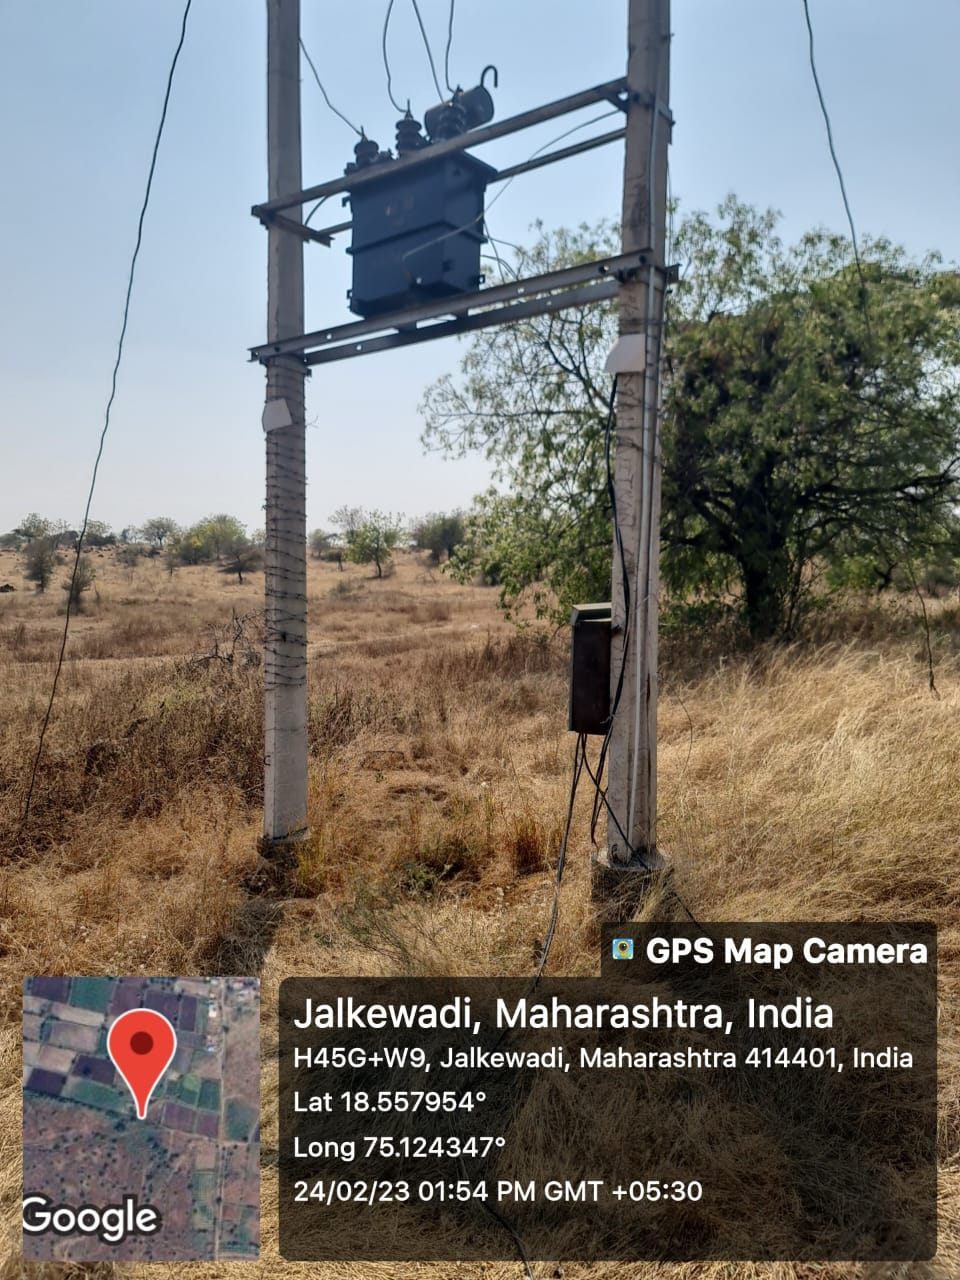 GPS Map Camera
Jalkewadi, Maharashtra, India
H45G+W9, Jalkewadi, Maharashtra 414401, India
Lat 18.557954°
Long 75.124347°
24/02/23 01:54 PM GMT +05:30
Google